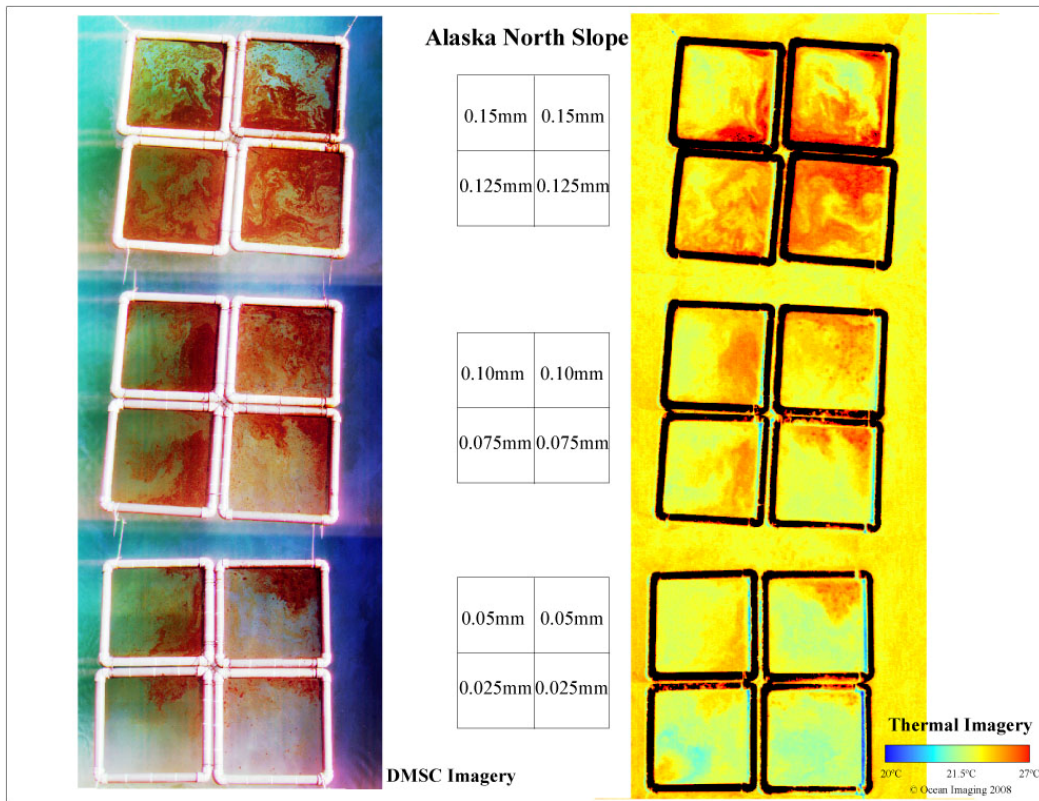 Alaska North Slope
0.15mm 0.15mm
0.125mm 0.125mm
0.10mm 0.10mm
0.075mm 0.075mm
0.05mm 0.05mm
0.025mm 0.025mm
DMSC Imagery
Thermal Imagery
20°C 21.5°C 27°C
© Ocean Imaging 2008